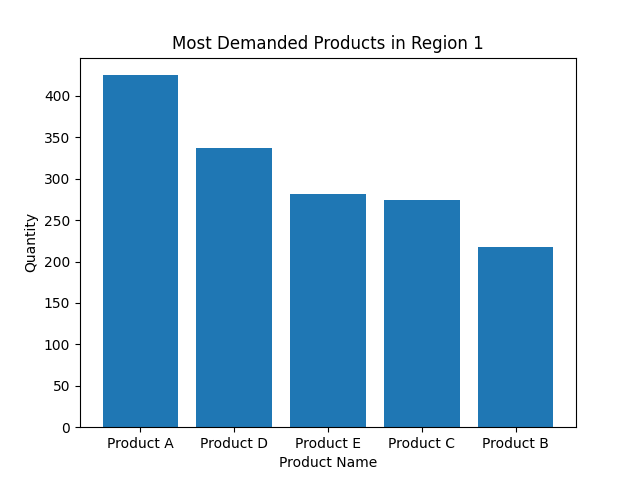 Most Demanded Products in Region 1
Quantity
400
350
300
250
200
150
100
50
0
Product A Product D Product E Product C Product B
Product Name